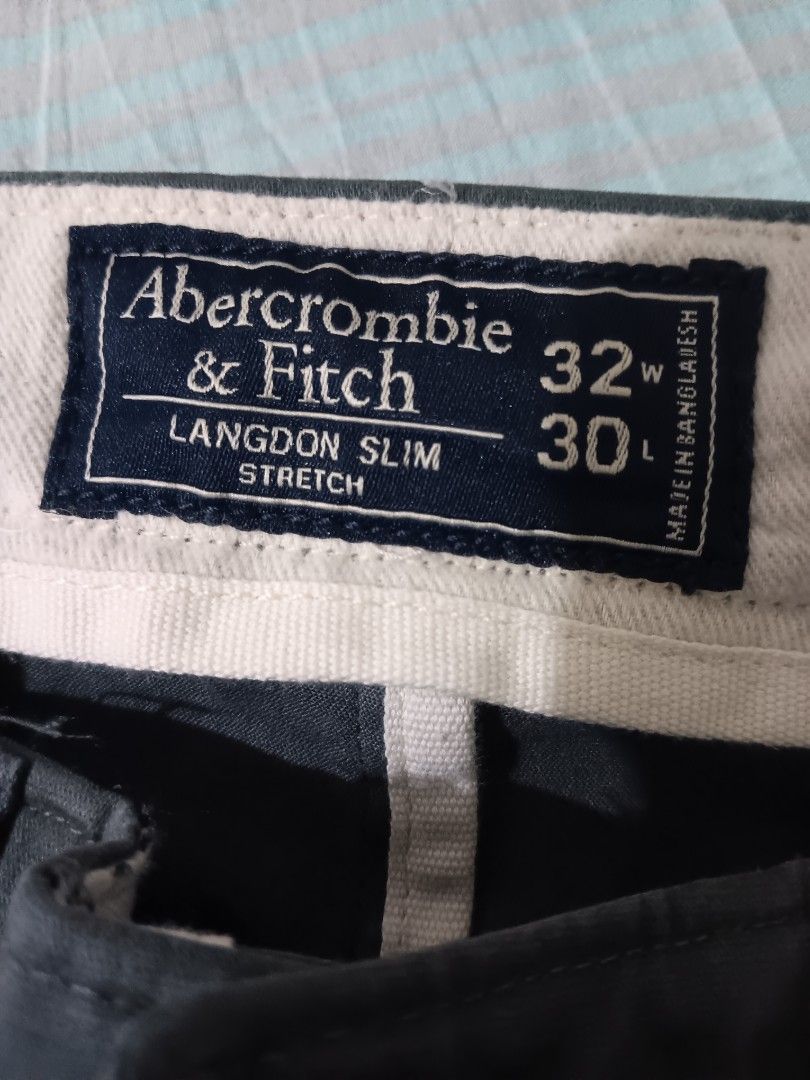 Abercrombie
& Fitch
LANGDON SLIM
STRETCH
32 W
30 L
MADE IN BANGLADESH